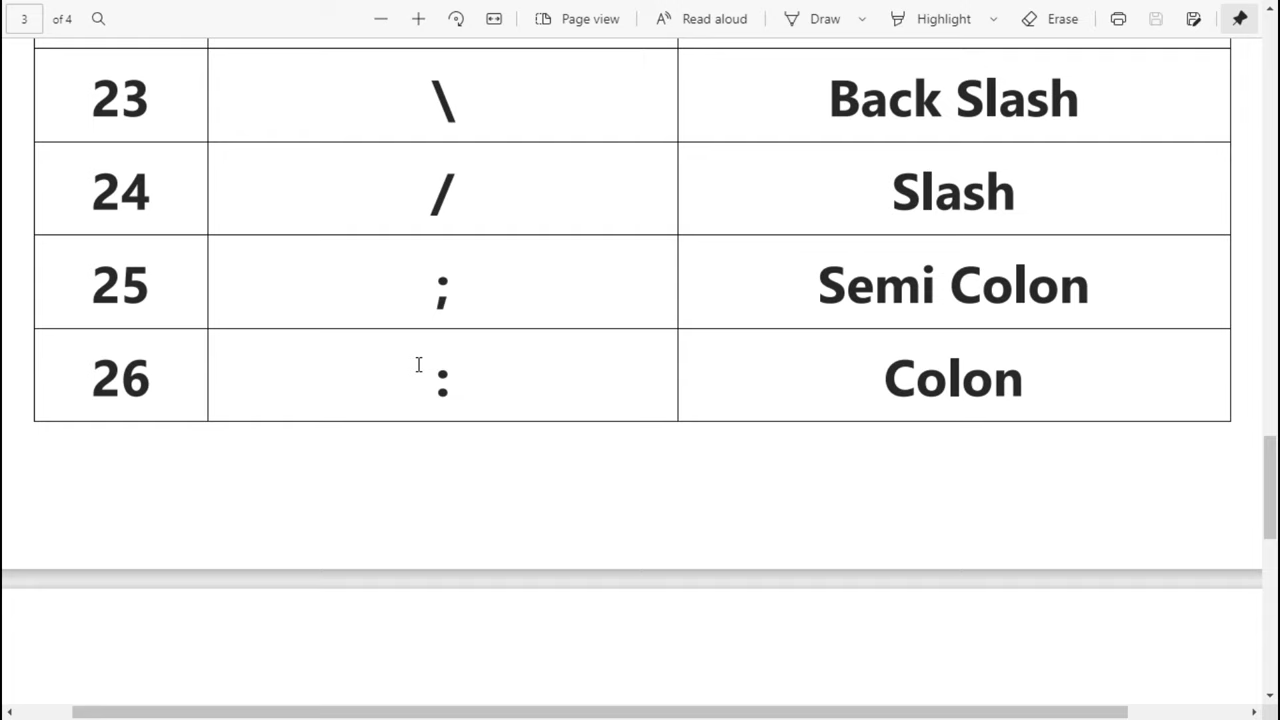 3 of 4 Page view Read aloud Draw Highlight Erase
23 \ Back Slash
24 / Slash
25 ; Semi Colon
26 : Colon